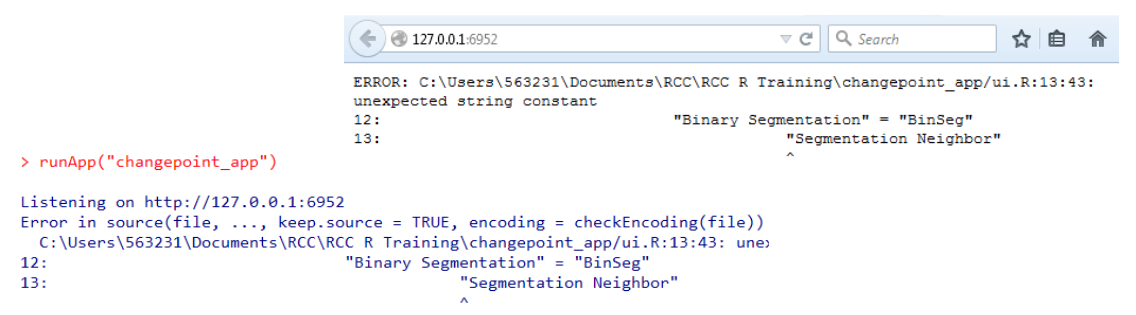 127.0.0.1:6952 Search
ERROR: C:\Users\563231\Documents\RCC\RCC R Training\changepoint_app/ui.R:13:43:
unexpected string constant
12: "Binary Segmentation" = "BinSeg"
13: "Segmentation Neighbor"
^
> runApp("changepoint_app")
Listening on http://127.0.0.1:6952
Error in source(file, ..., keep.source = TRUE, encoding = checkEncoding(file))
C:\Users\563231\Documents\RCC\RCC R Training\changepoint_app/ui.R:13:43: une
12: "Binary Segmentation" = "BinSeg"
13: "Segmentation Neighbor"
^